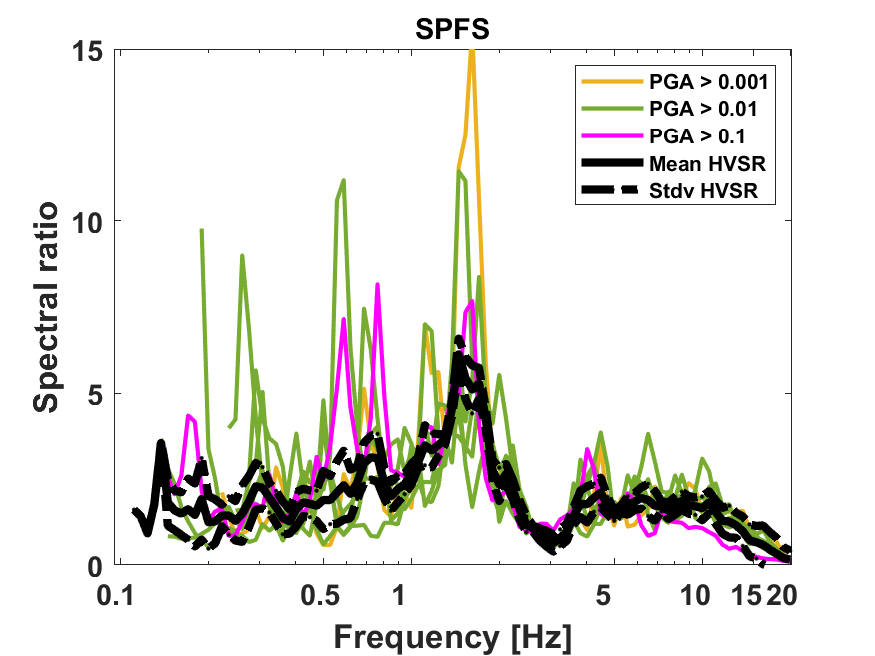 SPFS
15
10
5
0
Spectral ratio
PGA > 0.001
PGA > 0.01
PGA > 0.1
Mean HVSR
Stdv HVSR
0.1 0.5 1 5 10 15 20
Frequency [Hz]